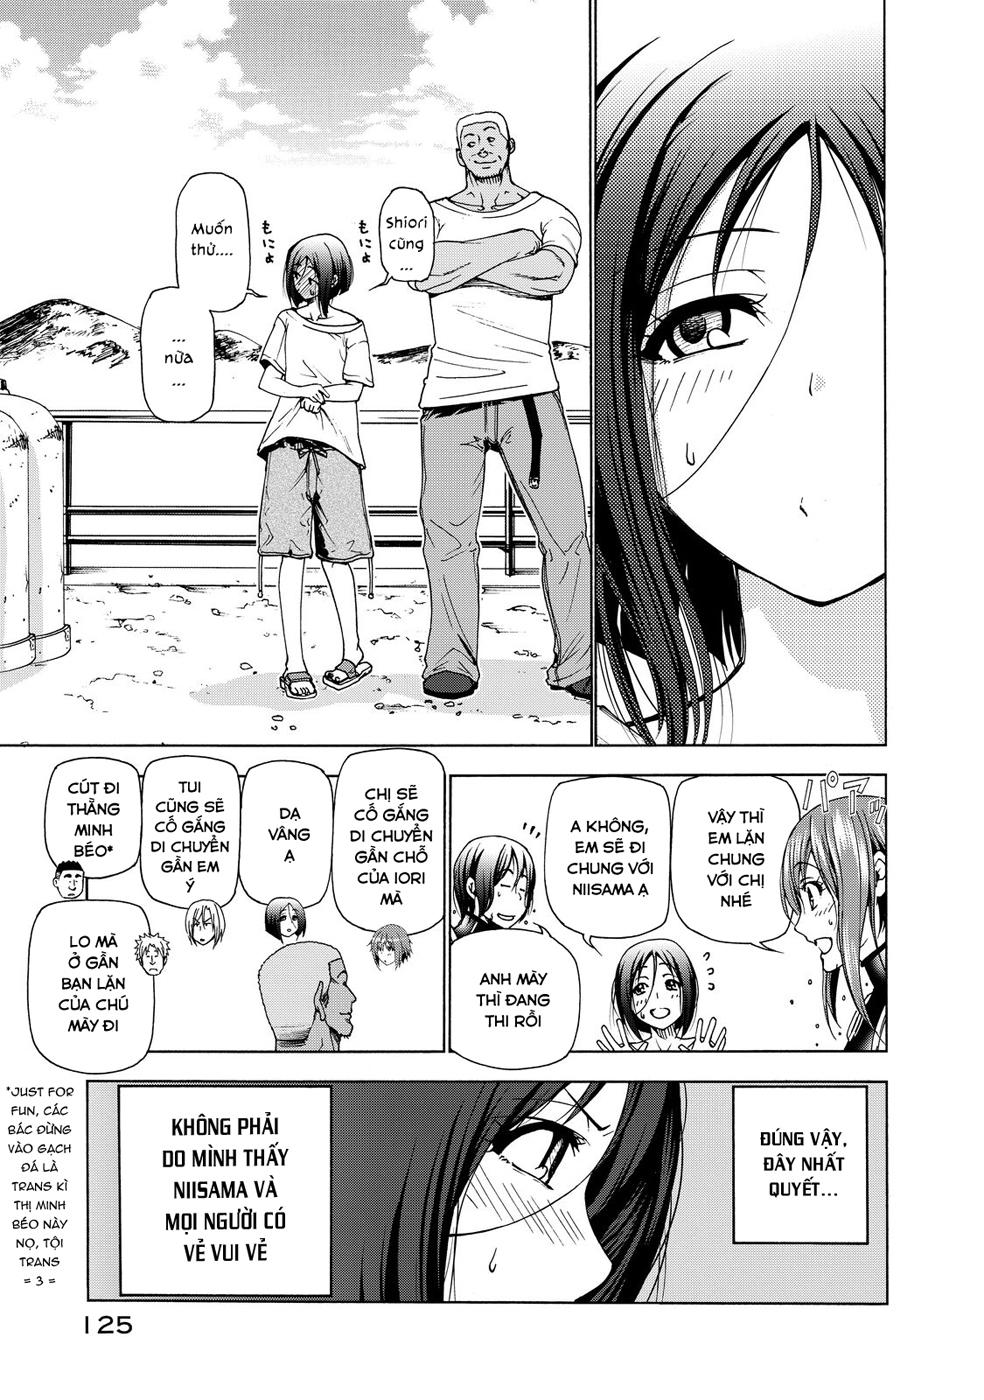 Shiori
cũng
...
もにょ
Muốn
thử....
もにょ
...
nữa
...
パアッ
VẬY THÌ
EM LẶN
CHUNG
VỚI CHỊ
NHÉ
A KHÔNG,
EM SẼ ĐI
CHUNG VỚI
NIISAMA Ạ
ANH MÀY
THÌ ĐANG
THI RỒI
CHỊ SẼ
CỐ GẮNG
DI CHUYỂN
GẦN CHỖ
CỦA IORI
MÀ
DẠ
VÂNG
Ạ
TUI
CŨNG SẼ
CỐ GẮNG
DI CHUYỂN
GẦN EM
Ý
CÚT ĐI
THẰNG
MINH
BÉO*
LO MÀ
Ở GẦN
BẠN LẶN
CỦA CHÚ
MÀY ĐI
*JUST FOR
FUN, CÁC
BÁC ĐỪNG
VÀO GẠCH
ĐÁ LÀ
TRANS KÌ
THỊ MINH
BÉO NÀY
NỌ, TỘI
TRANS
= 3 =
ĐÚNG VẬY,
ĐÂY NHẤT
QUYẾT...
KHÔNG PHẢI
DO MÌNH THẤY
NIISAMA VÀ
MỌI NGƯỜI CÓ
VẺ VUI VẺ
125